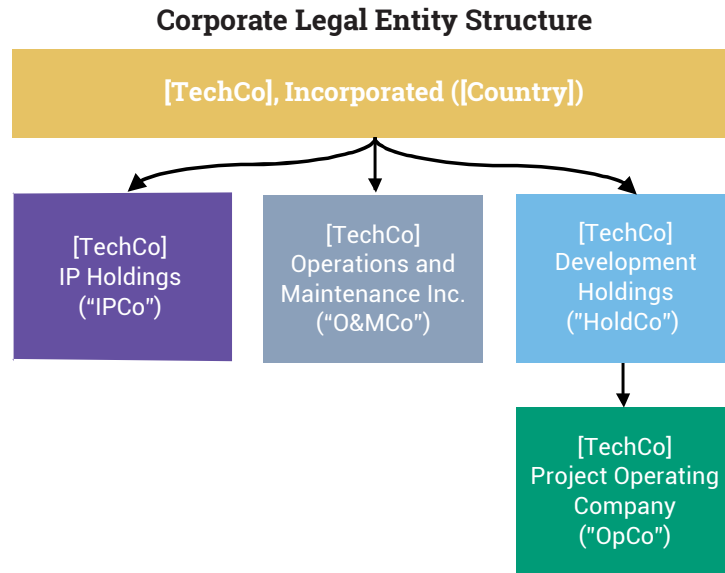 Corporate Legal Entity Structure
[TechCo], Incorporated ([Country])
[TechCo]
IP Holdings
(“IPCo”)
[TechCo]
Operations and
Maintenance Inc.
(“O&MCo”)
[TechCo]
Development
Holdings
("HoldCo")
[TechCo]
Project Operating
Company
("OpCo")